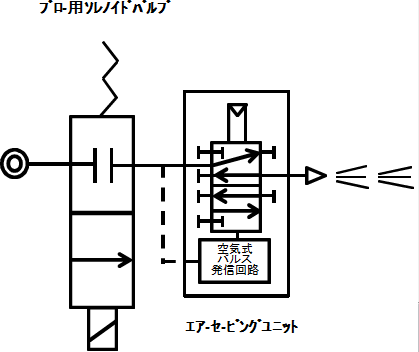 ﾌﾞﾛｰ用ｿﾚﾉｲﾄﾞﾊﾞﾙﾌﾞ
空気式
パルス
発信回路
ｴｱｰｾｰﾋﾞﾝｸﾞﾕﾆｯﾄ